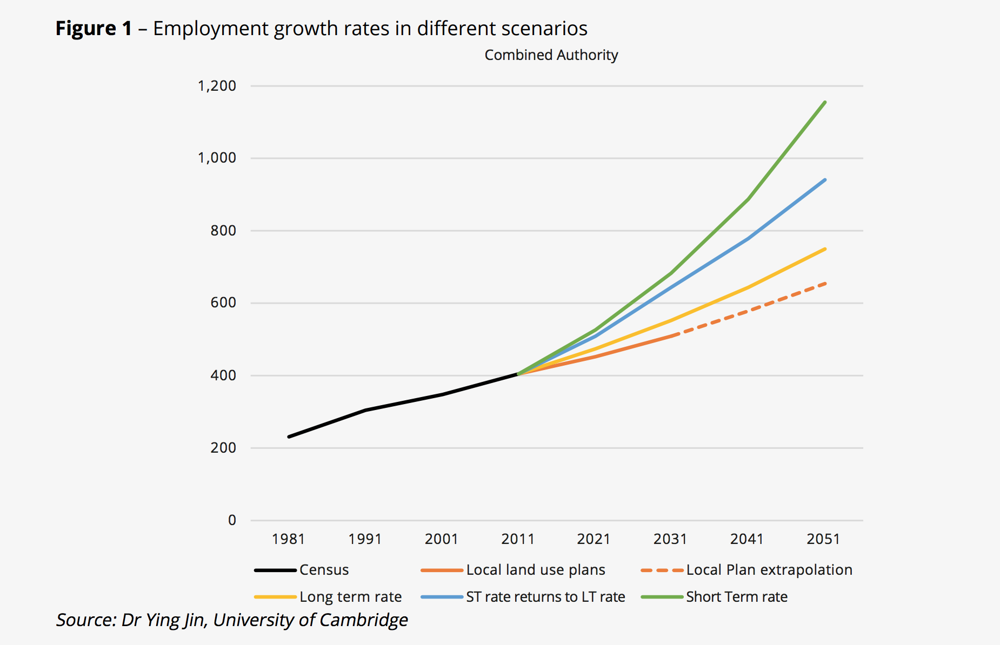 Figure 1 – Employment growth rates in different scenarios
Combined Authority
1,200
1,000
800
600
400
200
0
1981 1991 2001 2011 2021 2031 2041 2051
Census Local land use plans Local Plan extrapolation
Long term rate ST rate returns to LT rate Short Term rate
Source: Dr Ying Jin, University of Cambridge